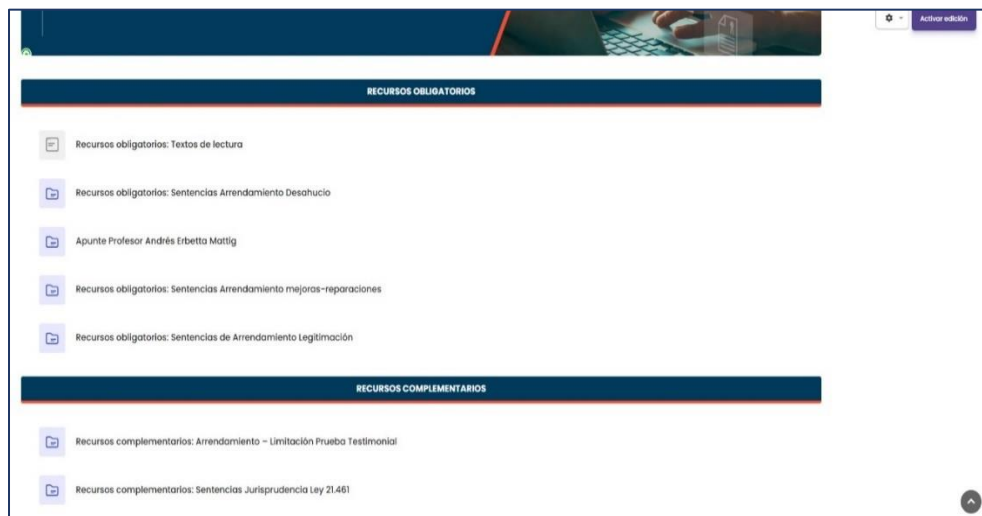 Activar edición
RECURSOS OBLIGATORIOS
Recursos obligatorios: Textos de lectura
Recursos obligatorios: Sentencias Arrendamiento Desahucio
Apunte Profesor Andrés Erbetta Mattig
Recursos obligatorios: Sentencias Arrendamiento mejoras-reparaciones
Recursos obligatorios: Sentencias de Arrendamiento Legitimación
RECURSOS COMPLEMENTARIOS
Recursos complementarios: Arrendamiento – Limitación Prueba Testimonial
Recursos complementarios: Sentencias Jurisprudencia Ley 21.461